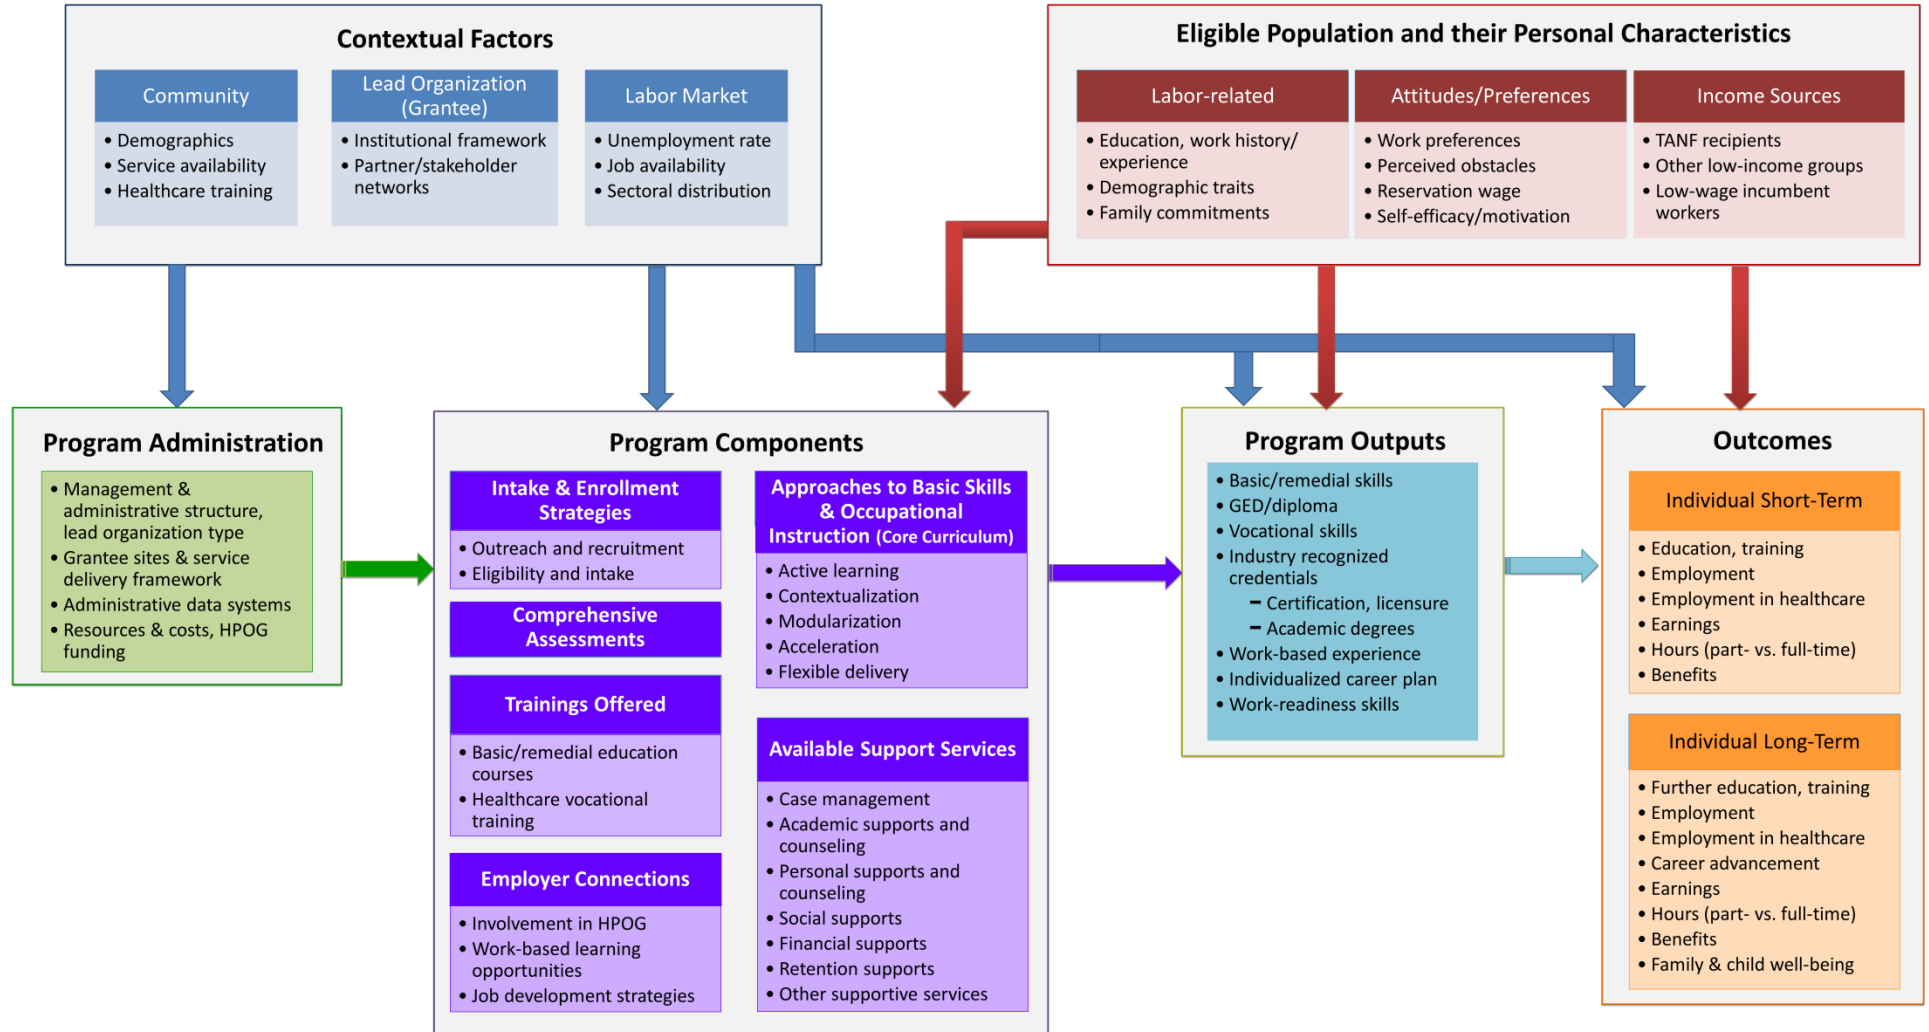 Contextual Factors
Community
• Demographics
• Service availability
• Healthcare training
Lead Organization
(Grantee)
• Institutional framework
• Partner/stakeholder
networks
Labor Market
• Unemployment rate
• Job availability
• Sectoral distribution
Eligible Population and their Personal Characteristics
Labor-related
• Education, work history/
experience
• Demographic traits
• Family commitments
Attitudes/Preferences
• Work preferences
• Perceived obstacles
• Reservation wage
• Self-efficacy/motivation
Income Sources
• TANF recipients
• Other low-income groups
• Low-wage incumbent
workers
Program Administration
• Management &
administrative structure,
lead organization type
• Grantee sites & service
delivery framework
• Administrative data systems
• Resources & costs, HPOG
funding
Program Components
Intake & Enrollment
Strategies
• Outreach and recruitment
• Eligibility and intake
Comprehensive
Assessments
Trainings Offered
• Basic/remedial education
courses
• Healthcare vocational
training
Employer Connections
• Involvement in HPOG
• Work-based learning
opportunities
• Job development strategies
Approaches to Basic Skills
& Occupational
Instruction (Core Curriculum)
• Active learning
• Contextualization
• Modularization
• Acceleration
• Flexible delivery
Available Support Services
• Case management
• Academic supports and
counseling
• Personal supports and
counseling
• Social supports
• Financial supports
• Retention supports
• Other supportive services
Program Outputs
• Basic/remedial skills
• GED/diploma
• Vocational skills
• Industry recognized
credentials
– Certification, licensure
– Academic degrees
• Work-based experience
• Individualized career plan
• Work-readiness skills
Outcomes
Individual Short-Term
• Education, training
• Employment
• Employment in healthcare
• Earnings
• Hours (part- vs. full-time)
• Benefits
Individual Long-Term
• Further education, training
• Employment
• Employment in healthcare
• Career advancement
• Earnings
• Hours (part- vs. full-time)
• Benefits
• Family & child well-being